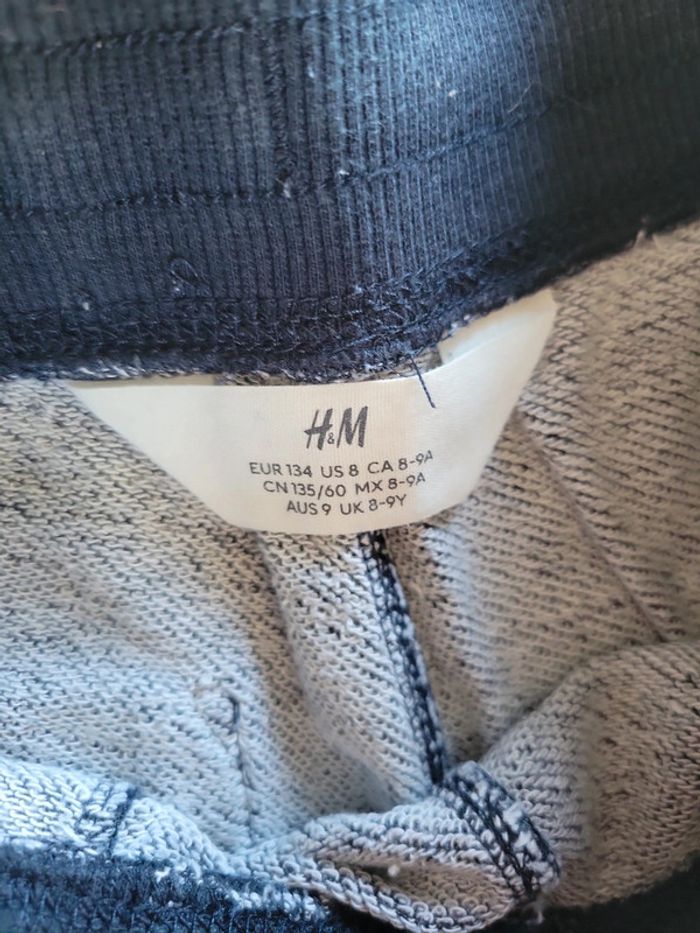 H&M
EUR 134 US 8 CA 8-9A
CN 135/60 MX 8-9A
AUS 9 UK 8-9Y